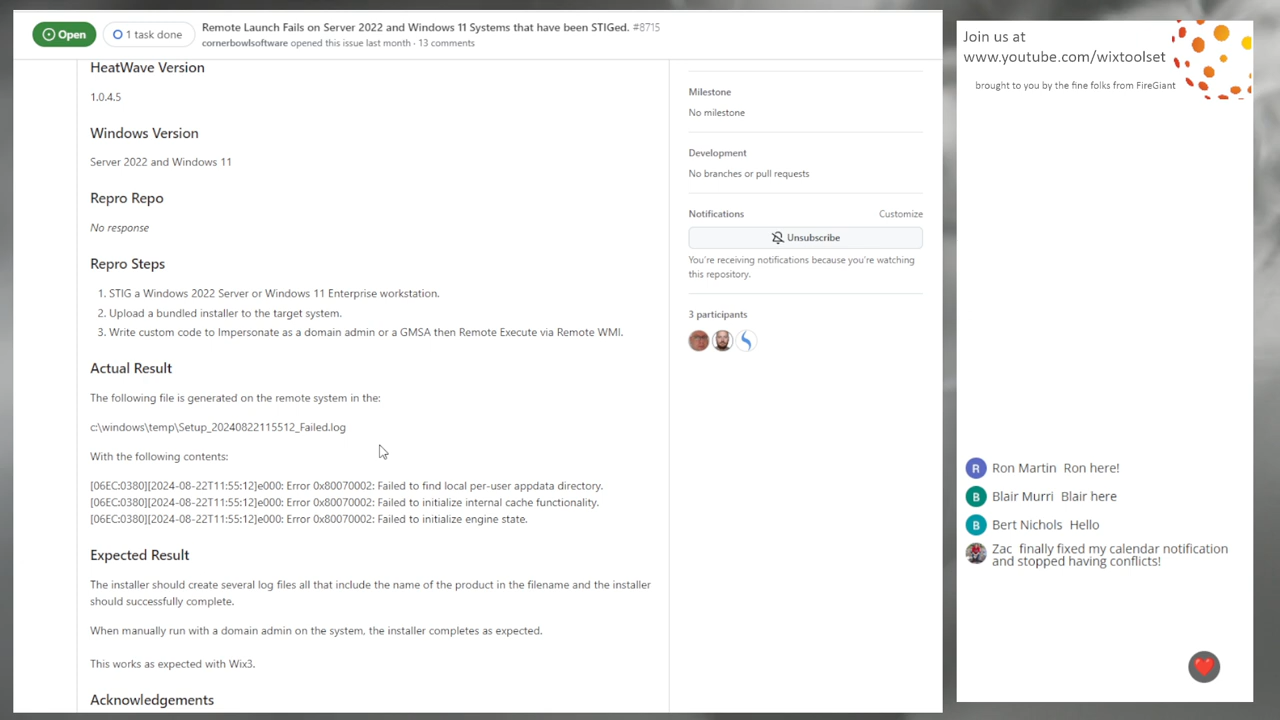 Open
1 task done
Remote Launch Fails on Server 2022 and Windows 11 Systems that have been STIGed. #8715
cornerbowlsoftware opened this issue last month · 13 comments
HeatWave Version
1.0.4.5
Windows Version
Server 2022 and Windows 11
Repro Repo
No response
Repro Steps
1. STIG a Windows 2022 Server or Windows 11 Enterprise workstation.
2. Upload a bundled installer to the target system.
3. Write custom code to Impersonate as a domain admin or a GMSA then Remote Execute via Remote WMI.
Actual Result
The following file is generated on the remote system in the:
c:\windows\temp\Setup_20240822115512_Failed.log
With the following contents:
[06EC:0380][2024-08-22T11:55:12]e000: Error 0x80070002: Failed to find local per-user appdata directory.
[06EC:0380][2024-08-22T11:55:12]e000: Error 0x80070002: Failed to initialize internal cache functionality.
[06EC:0380][2024-08-22T11:55:12]e000: Error 0x80070002: Failed to initialize engine state.
Expected Result
The installer should create several log files all that include the name of the product in the filename and the installer
should successfully complete.
When manually run with a domain admin on the system, the installer completes as expected.
This works as expected with Wix3.
Acknowledgements
Milestone
No milestone
Development
No branches or pull requests
Notifications
Customize
Unsubscribe
You're receiving notifications because you're watching
this repository.
3 participants
Join us at
www.youtube.com/wixtoolset
brought to you by the fine folks from FireGiant
R Ron Martin Ron here!
B Blair Murri Blair here
B Bert Nichols Hello
Zac finally fixed my calendar notification
and stopped having conflicts!